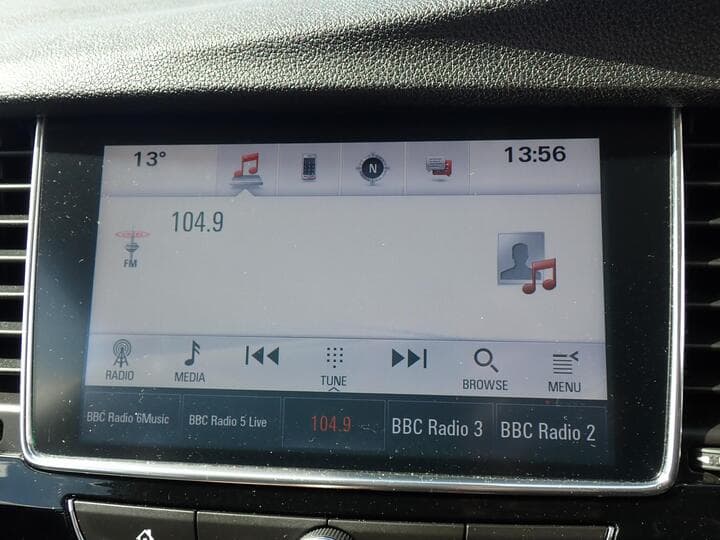 13°
N
13:56
104.9
FM
RADIO
MEDIA
TUNE
BROWSE
MENU
BBC Radio 6Music
BBC Radio 5 Live
104.9
BBC Radio 3
BBC Radio 2